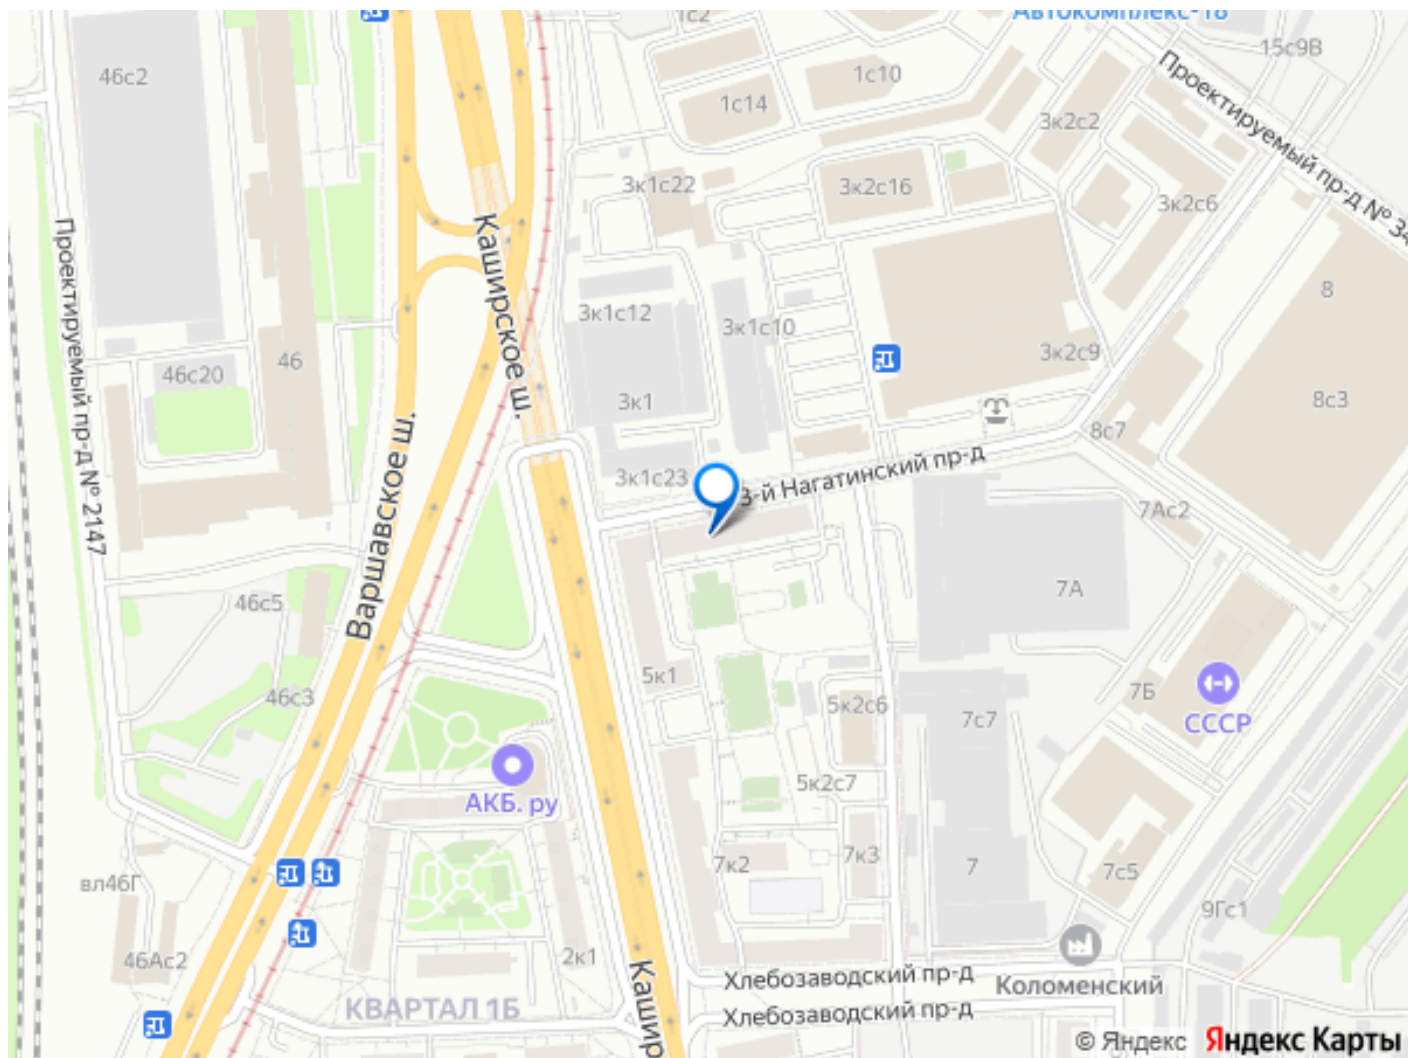 1с2
Автокомплекс-18
15с9В
46с2
1с10
1с14
Проектируемый пр-д № 34
3к2с2
3к1с22
3к2с16
3к2с6
Проектируемый пр-д № 2147
Каширское ш.
8
3к1с12
3к1с10
46
46с20
3к2с9
3к1
8с3
Варшавское ш.
8с7
3к1с23
3-й Нагатинский пр-д
7Ас2
7А
46с5
5к1
46с3
7Б
5к2с6
7с7
СССР
АКБ. ру
5к2с7
7к2
7к3
7
7с5
вл46Г
9Гс1
46Ас2
2к1
Кашир
Хлебозаводский пр-д
Коломенский
КВАРТАЛ 1Б
Хлебозаводский пр-д
© Яндекс Яндекс Карты